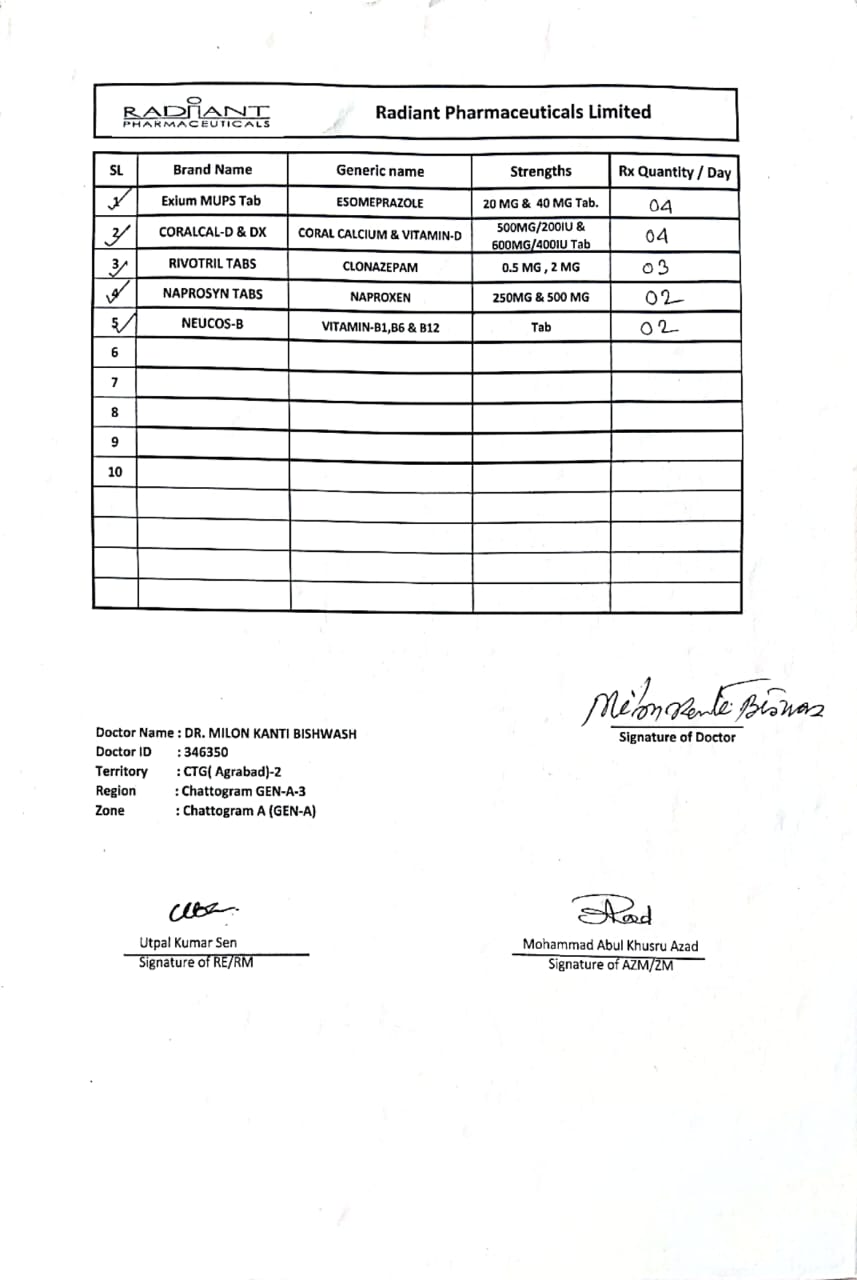 RADIANT
PHARMACEUTICALS
Radiant Pharmaceuticals Limited
SL Brand Name Generic name Strengths Rx Quantity / Day
1 Exium MUPS Tab ESOMEPRAZOLE 20 MG & 40 MG Tab. 04
2 CORALCAL-D & DX CORAL CALCIUM & VITAMIN-D 500MG/200IU & 600MG/400IU Tab 04
3 RIVOTRIL TABS CLONAZEPAM 0.5 MG , 2 MG 03
4 NAPROSYN TABS NAPROXEN 250MG & 500 MG 02
5 NEUCOS-B VITAMIN-B1,B6 & B12 Tab 02
6
7
8
9
10
Milon Kanti Biswas
Signature of Doctor
Doctor Name : DR. MILON KANTI BISHWASH
Doctor ID : 346350
Territory : CTG( Agrabad)-2
Region : Chattogram GEN-A-3
Zone : Chattogram A (GEN-A)
Utpal Kumar Sen
Signature of RE/RM
Mohammad Abul Khusru Azad
Signature of AZM/ZM